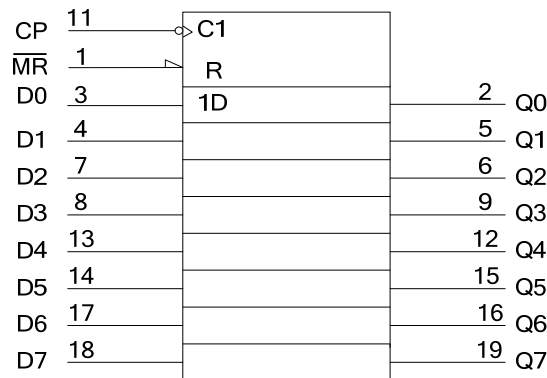 CP 11 C1
MR 1 R
D0 3 1D 2 Q0
D1 4 5 Q1
D2 7 6 Q2
D3 8 9 Q3
D4 13 12 Q4
D5 14 15 Q5
D6 17 16 Q6
D7 18 19 Q7